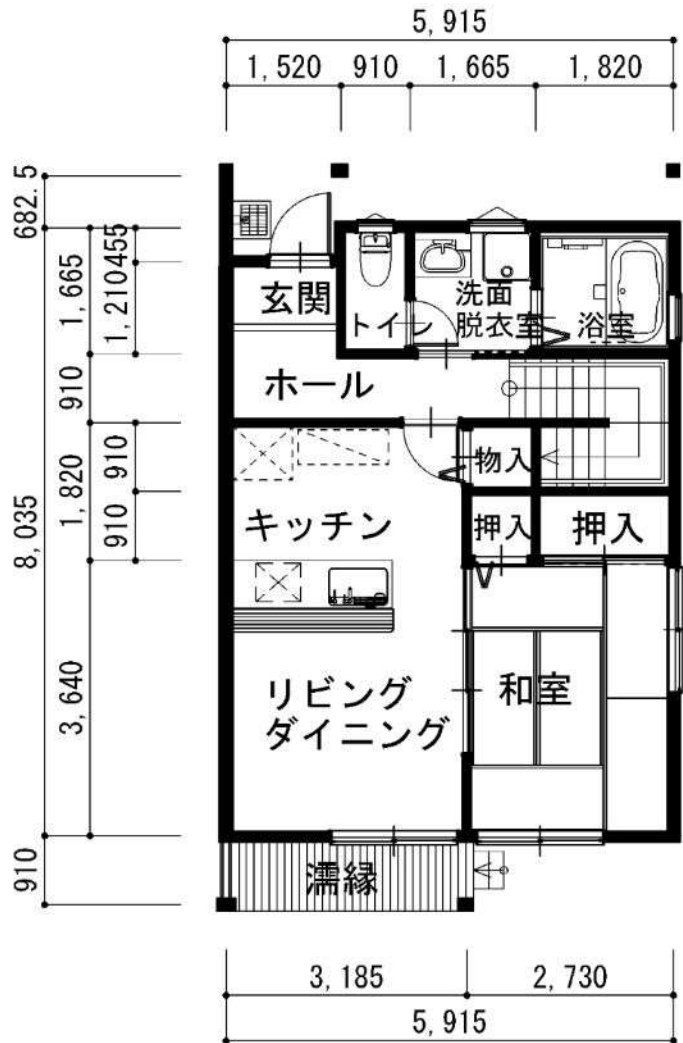 5,915
1,520 910 1,665 1,820
682.5
8,035
910
1,665
910
1,820
3,640
455
1,210
910
910
玄関
トイレ
洗面
脱衣室
浴室
ホール
物入
キッチン
押入
押入
リビング
ダイニング
和室
濡縁
3,185 2,730
5,915